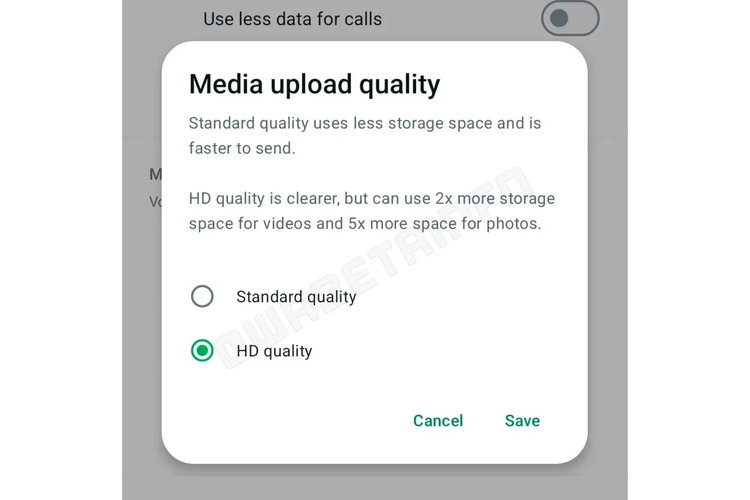 Use less data for calls
Media upload quality
Standard quality uses less storage space and is
faster to send.
M
HD quality is clearer, but can use 2x more storage
Vo
space for videos and 5x more space for photos.
@WABETAINFO
Standard quality
HD quality
Cancel Save